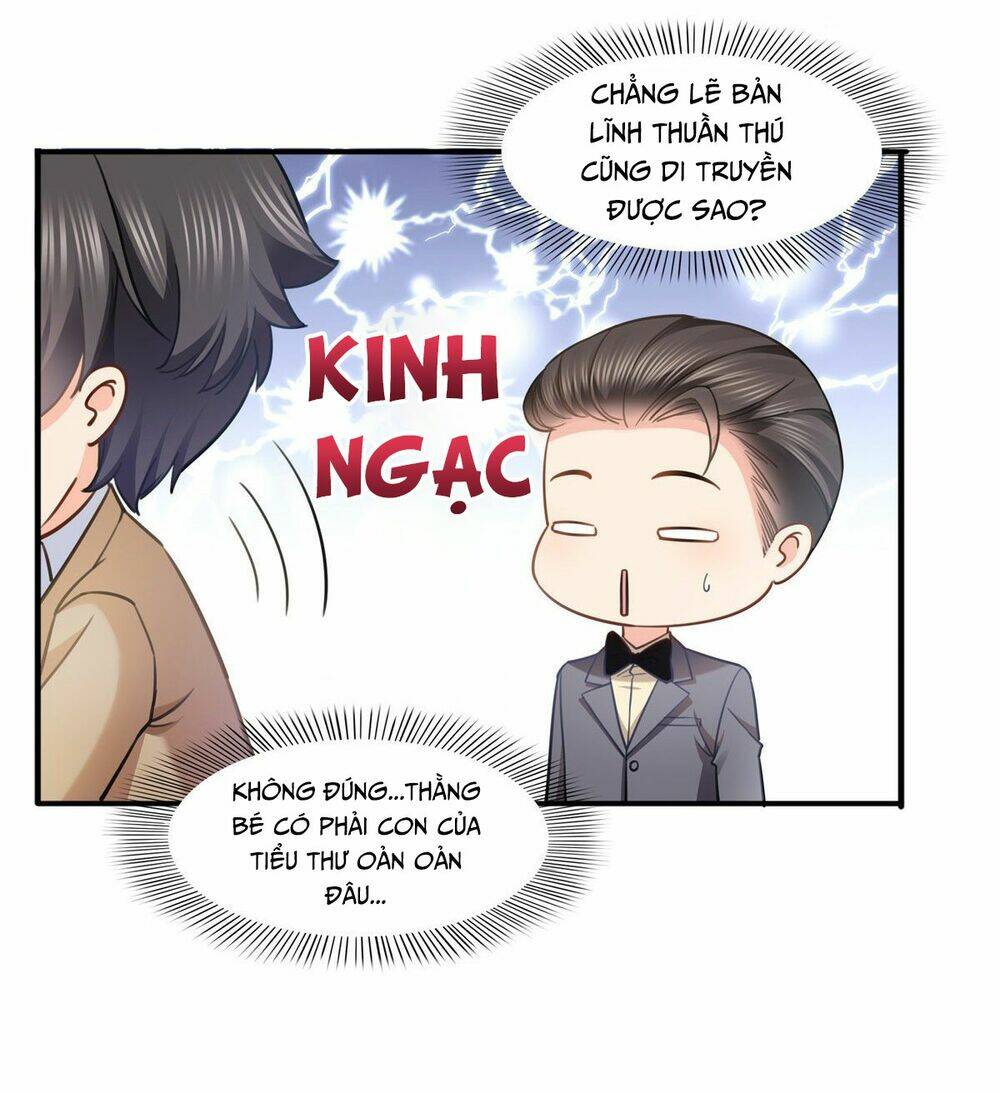 CHẲNG LẼ BẢN
LĨNH THUẦN THÚ
CŨNG DI TRUYỀN
ĐƯỢC SAO?
KINH
NGẠC
KHÔNG ĐÚNG...THẰNG
BÉ CÓ PHẢI CON CỦA
TIỂU THƯ OẢN OẢN
ĐÂU...